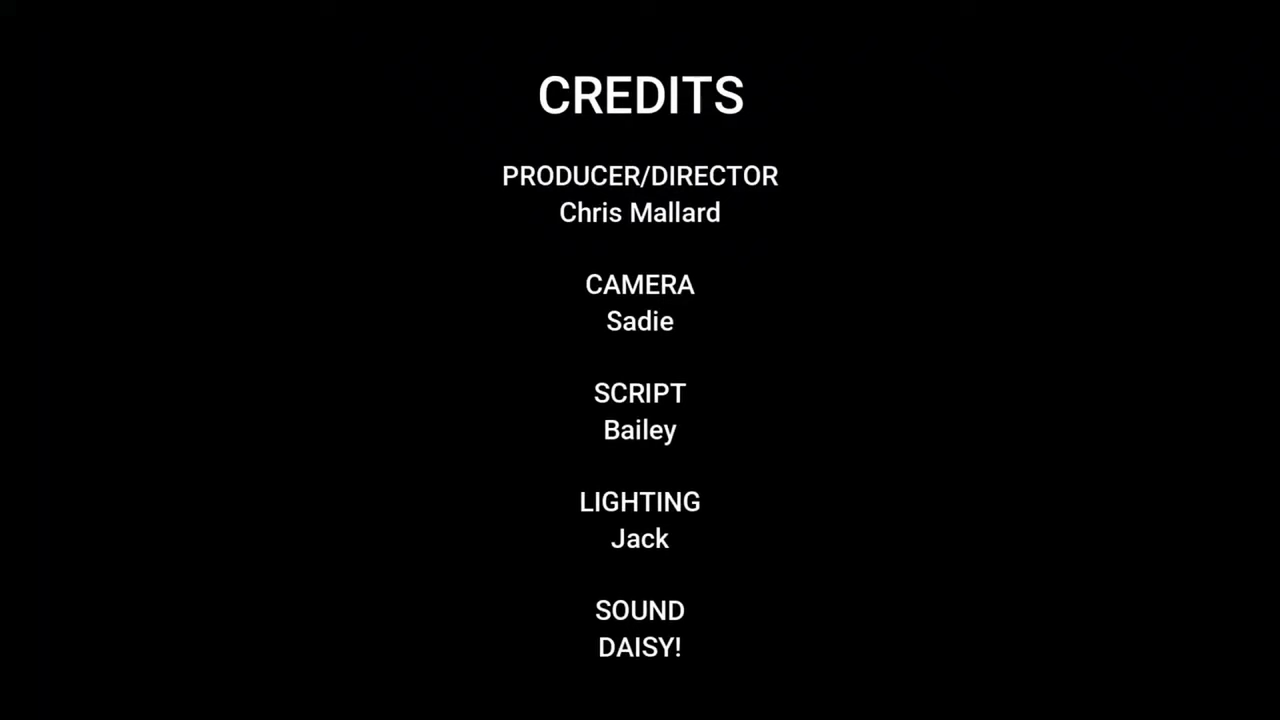 CREDITS
PRODUCER/DIRECTOR
Chris Mallard
CAMERA
Sadie
SCRIPT
Bailey
LIGHTING
Jack
SOUND
DAISY!